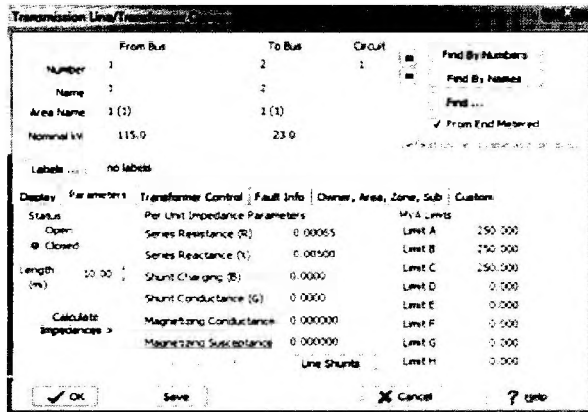 Transmission Line/
From Bus To Bus Circuit
Number 1 2 1 Find By Numbers
Name 1 2 Find By Names
Area Name 1 (1) 1 (1) Find ...
Nominal kV 115.0 23.0 ✓ From End Metered
Labels ... no labels
Display Parameters Transformer Control Fault Info Owner, Area, Zone, Sub Custom
Status Per Unit Impedance Parameters MVA Limits
Open Series Resistance (R) 0.00065 Limit A 250.000
Closed Series Reactance (X) 0.00500 Limit B 250.000
Length (mi) 10.00 Shunt Charging (B) 0.0000 Limit C 250.000
Shunt Conductance (G) 0.0000 Limit D 0.000
Limit E 0.000
Calculate Impedances > Magnetizing Conductance 0.000000 Limit F 0.000
Magnetizing Susceptance 0.000000 Limit G 0.000
Line Shunts Limit H 0.000
✓ OK Save X Cancel ? Help